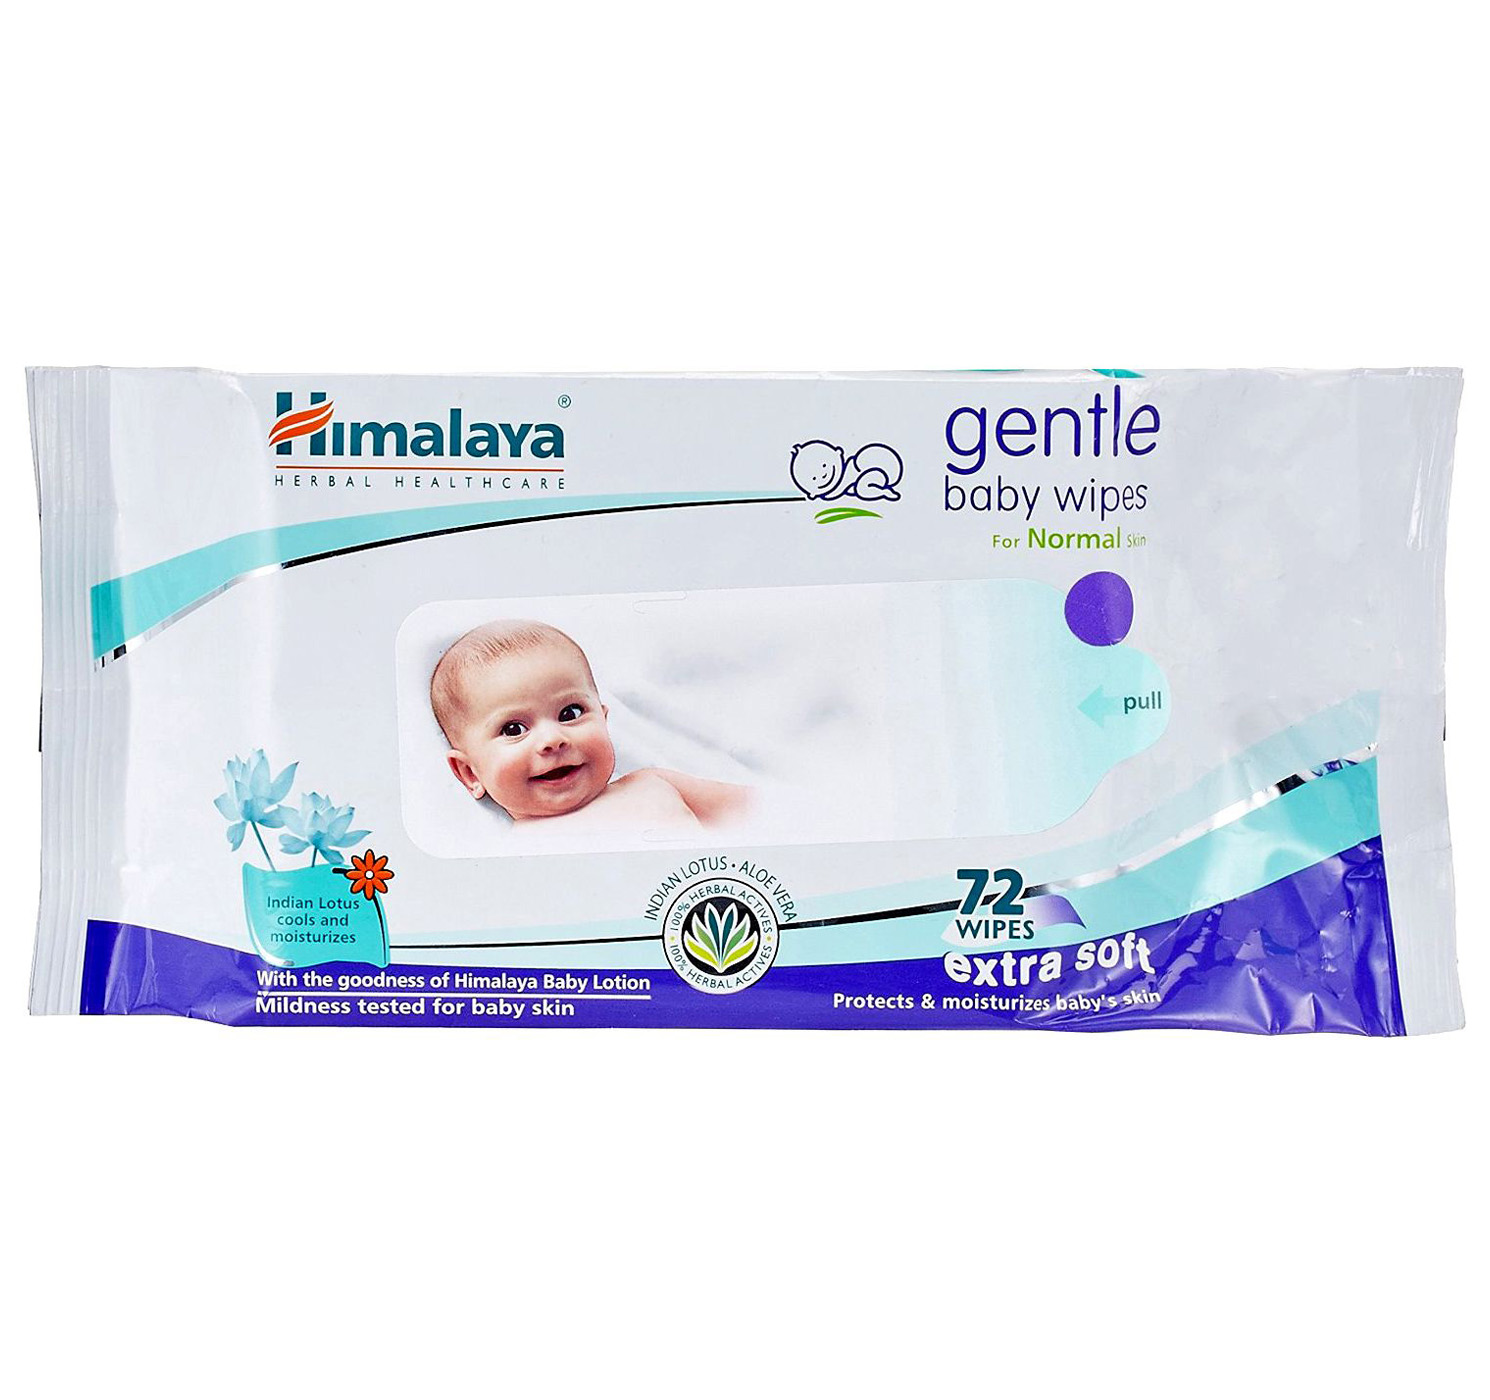 Himalaya®
HERBAL HEALTHCARE
gentle
baby wipes
For Normal Skin
pull
Indian Lotus
cools and
moisturizes
INDIAN LOTUS • ALOE VERA
100% HERBAL ACTIVES • 100% HERBAL ACTIVES •
72
WIPES
extra soft
With the goodness of Himalaya Baby Lotion
Mildness tested for baby skin
Protects & moisturizes baby's skin